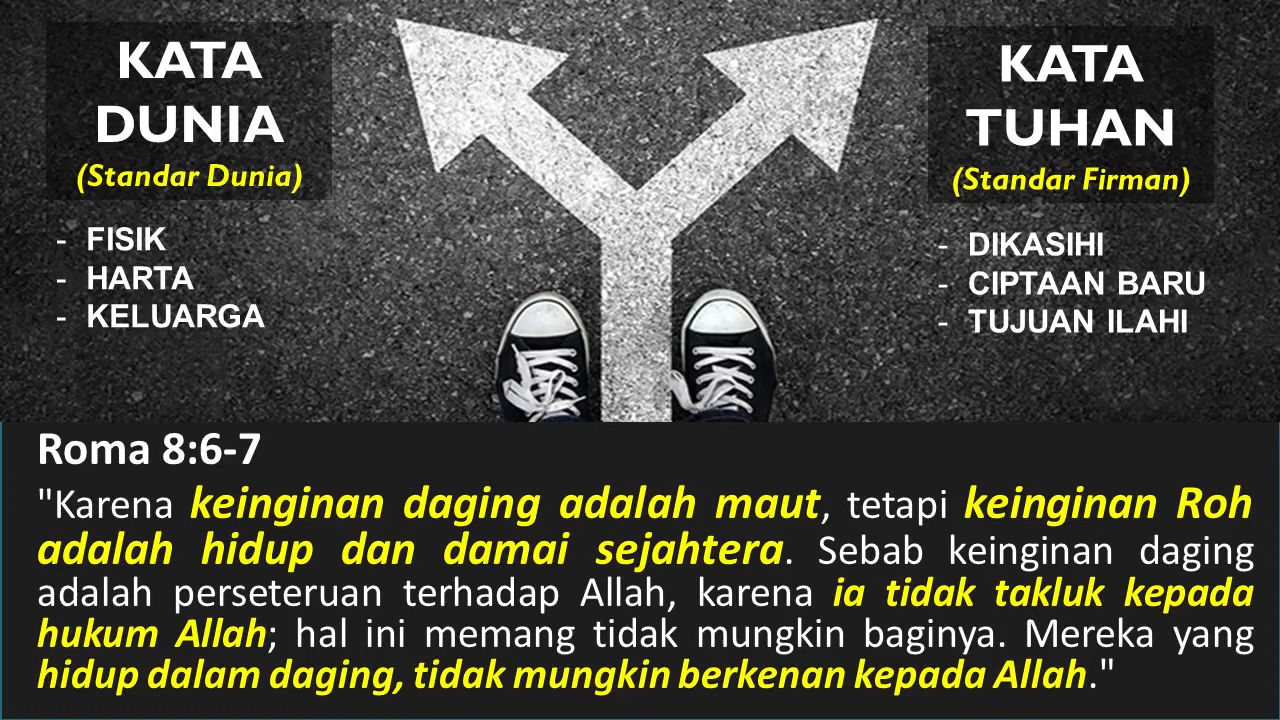 KATA
DUNIA
(Standar Dunia)
- FISIK
- HARTA
- KELUARGA
KATA
TUHAN
(Standar Firman)
- DIKASIHI
- CIPTAAN BARU
- TUJUAN ILAHI
Roma 8:6-7
"Karena keinginan daging adalah maut, tetapi keinginan Roh
adalah hidup dan damai sejahtera. Sebab keinginan daging
adalah perseteruan terhadap Allah, karena ia tidak takluk kepada
hukum Allah; hal ini memang tidak mungkin baginya. Mereka yang
hidup dalam daging, tidak mungkin berkenan kepada Allah."